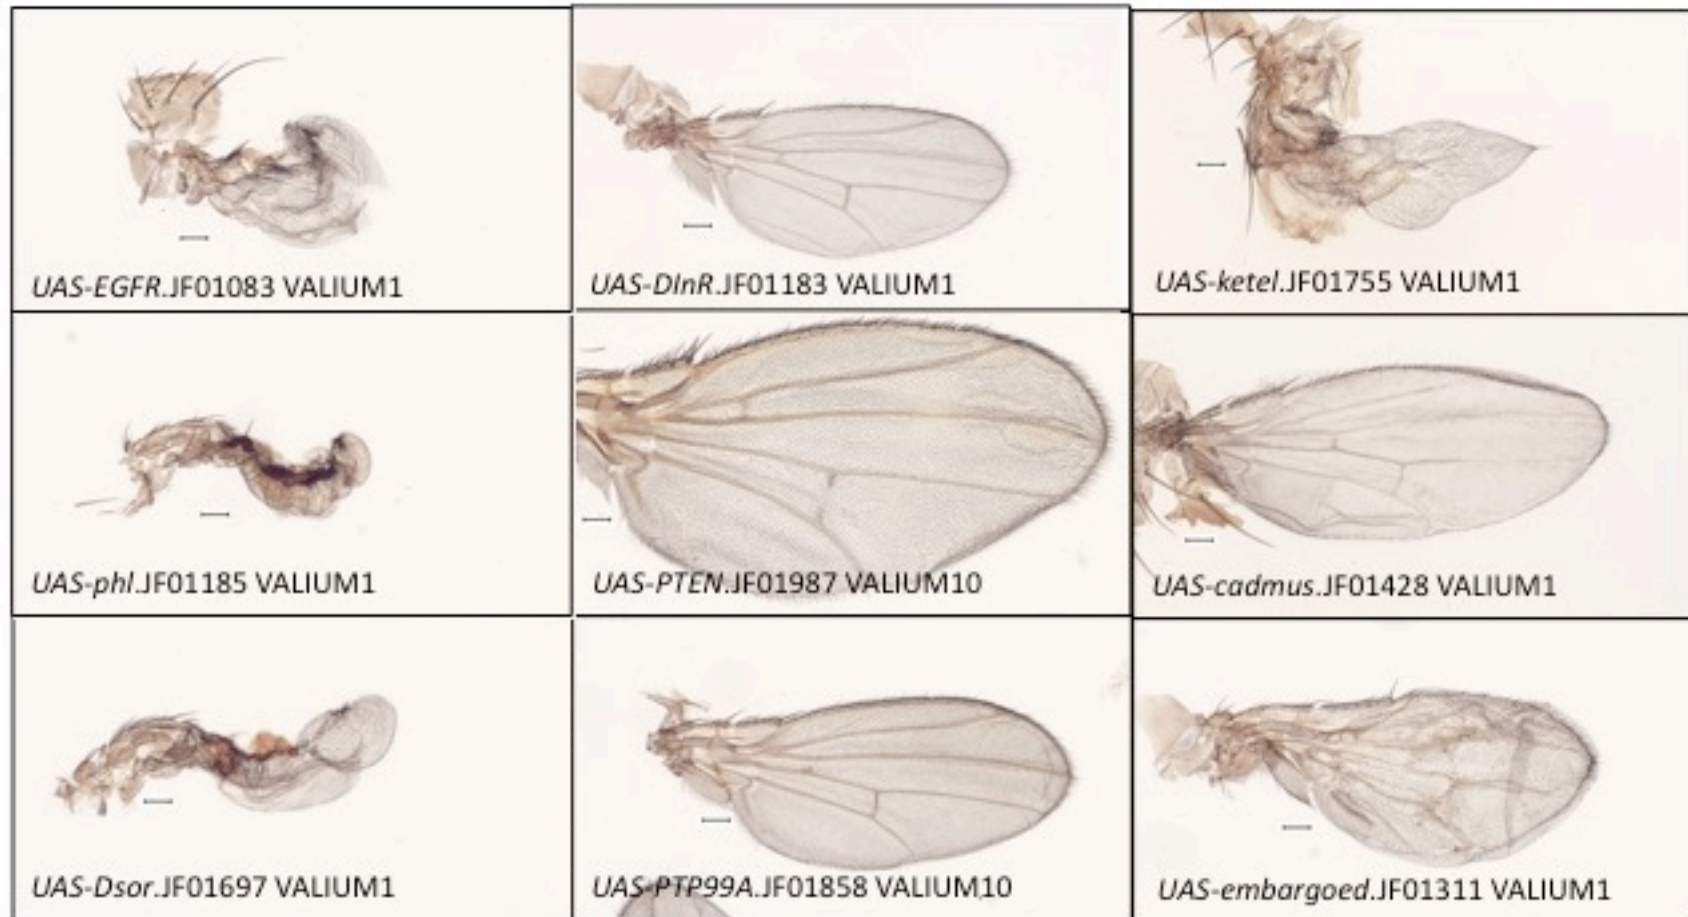 UAS-EGFR.JF01083 VALIUM1
UAS-DInR.JF01183 VALIUM1
UAS-ketel.JF01755 VALIUM1
UAS-phl.JF01185 VALIUM1
UAS-PTEN.JF01987 VALIUM10
UAS-cadmus.JF01428 VALIUM1
UAS-Dsor.JF01697 VALIUM1
UAS-PTP99A.JF01858 VALIUM10
UAS-embargoed.JF01311 VALIUM1